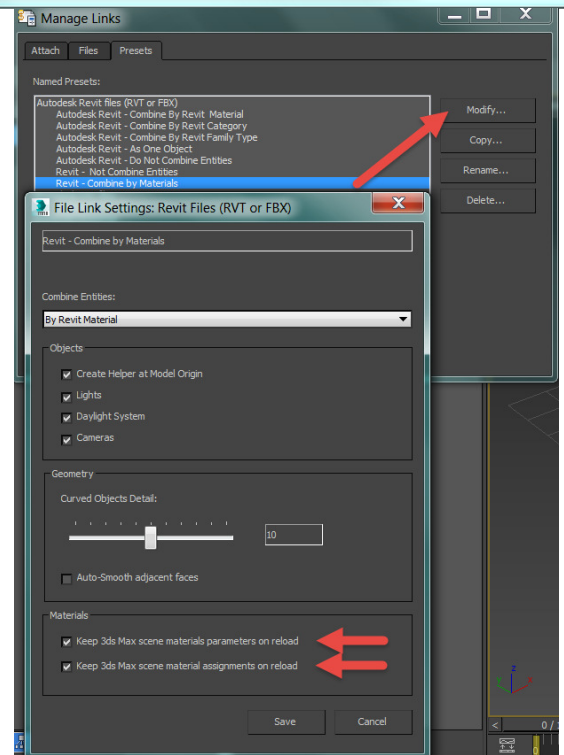 Manage Links
Attach Files Presets
Named Presets:
Autodesk Revit files (RVT or FBX)
Autodesk Revit - Combine By Revit Material
Autodesk Revit - Combine By Revit Category
Autodesk Revit - Combine By Revit Family Type
Autodesk Revit - As One Object
Autodesk Revit - Do Not Combine Entities
Revit - Not Combine Entities
Revit - Combine by Materials
Modify...
Copy...
Rename...
Delete...
File Link Settings: Revit Files (RVT or FBX)
Revit - Combine by Materials
Combine Entities:
By Revit Material
Objects
Create Helper at Model Origin
Lights
Daylight System
Cameras
Geometry
Curved Objects Detail:
10
Auto-Smooth adjacent faces
Materials
Keep 3ds Max scene materials parameters on reload
Keep 3ds Max scene material assignments on reload
Save Cancel
z
x
y
< 0 /
0